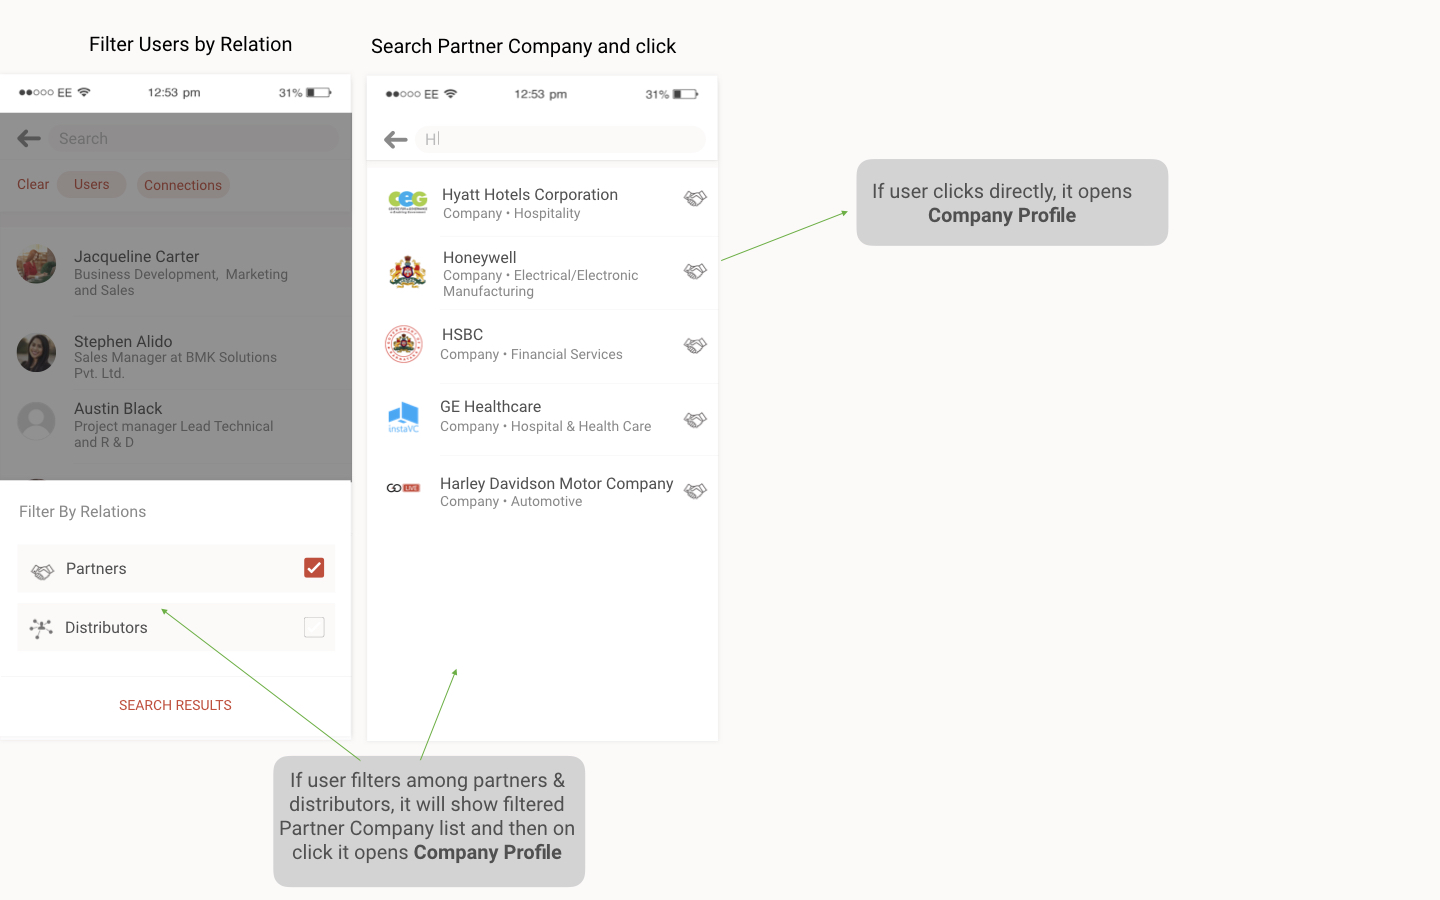 Filter Users by Relation
EE 12:53 pm 31%
Search
Clear Users Connections
Jacqueline Carter
Business Development, Marketing
and Sales
Stephen Alido
Sales Manager at BMK Solutions
Pvt. Ltd.
Austin Black
Project manager Lead Technical
and R & D
Filter By Relations
Partners
Distributors
SEARCH RESULTS
Search Partner Company and click
EE 12:53 pm 31%
H
CEG
Hyatt Hotels Corporation
Company • Hospitality
Honeywell
Company • Electrical/Electronic
Manufacturing
HSBC
Company • Financial Services
instaVC
GE Healthcare
Company • Hospital & Health Care
GO LIVE
Harley Davidson Motor Company
Company • Automotive
If user clicks directly, it opens
Company Profile
If user filters among partners &
distributors, it will show filtered
Partner Company list and then on
click it opens Company Profile